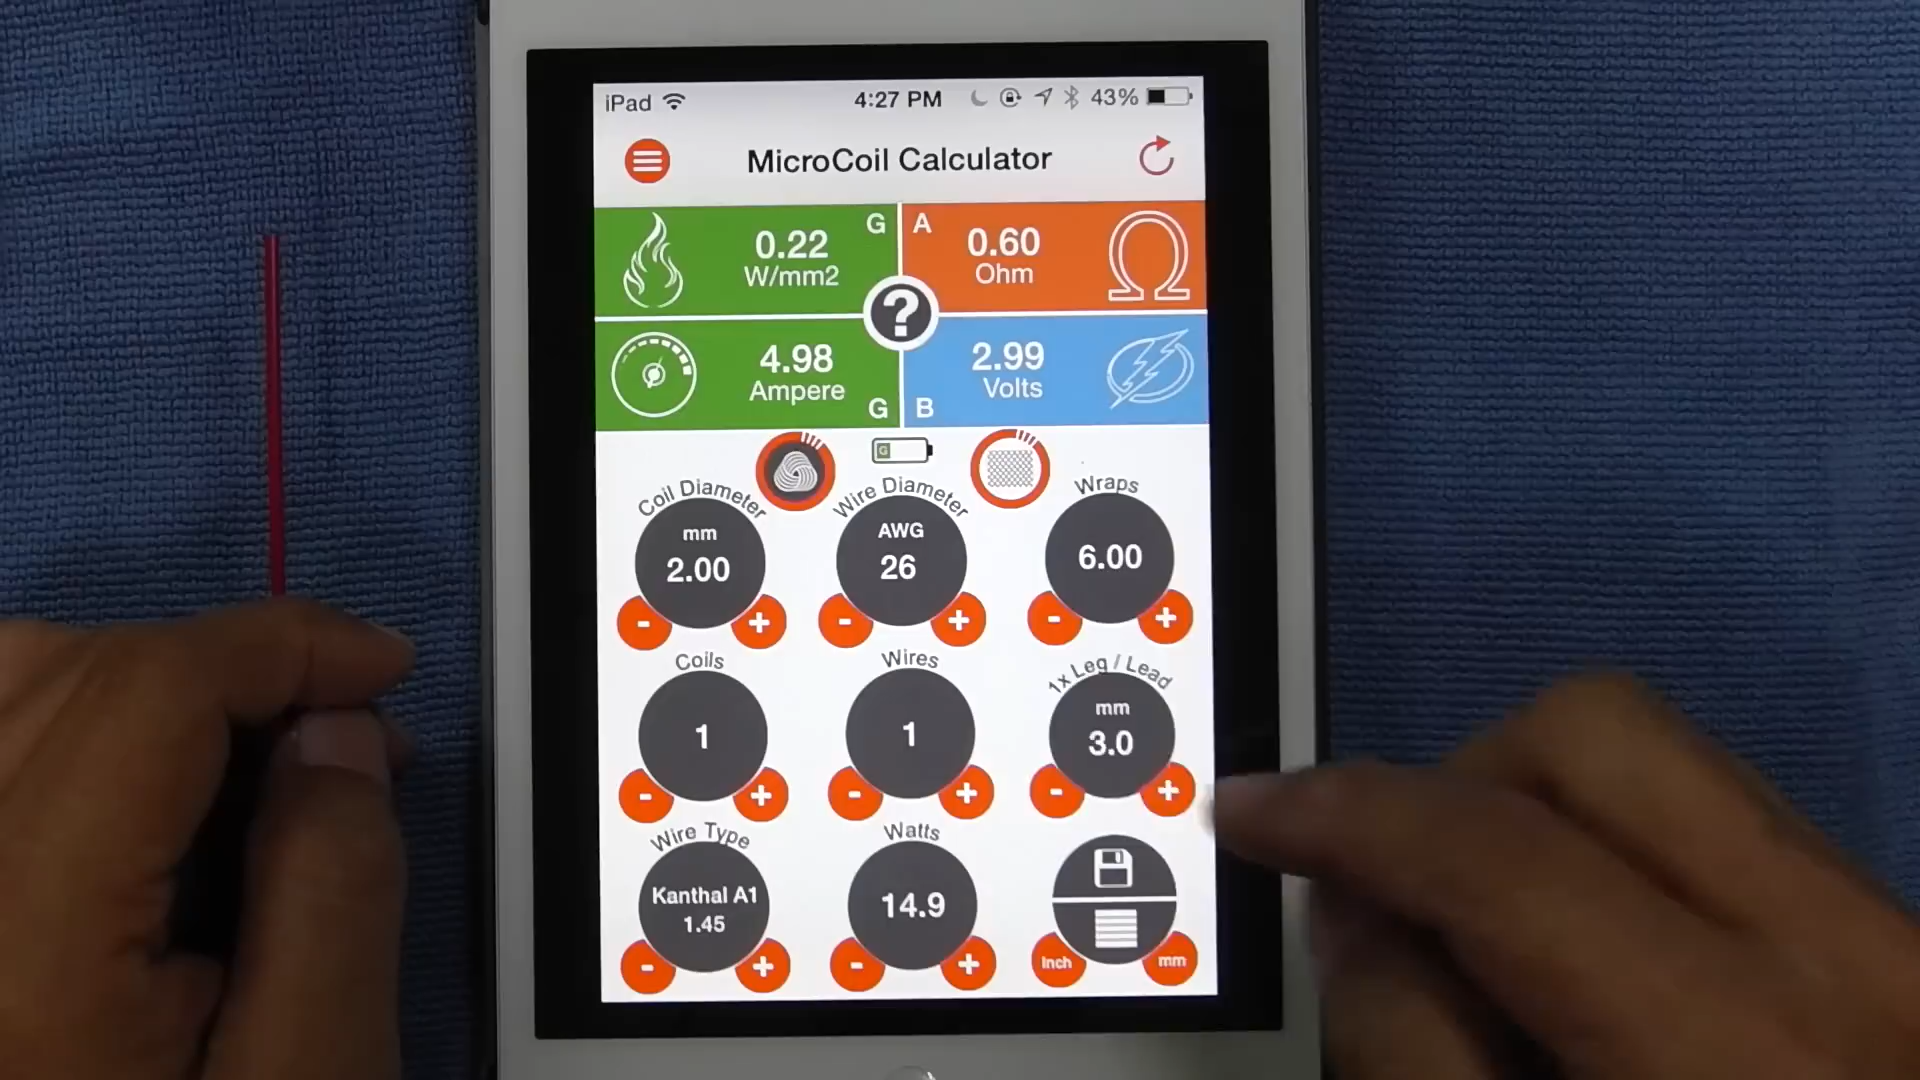 iPad 4:27 PM 43%
MicroCoil Calculator
0.22 G A 0.60
W/mm2 Ohm
?
4.98 2.99
Ampere G B Volts
G
Coil Diameter Wire Diameter Wraps
mm AWG
2.00 26 6.00
- + - + - +
Coils Wires 1x Leg / Lead
mm
1 1 3.0
- + - + - +
Wire Type Watts
Kanthal A1
1.45 14.9
- + - + Inch mm